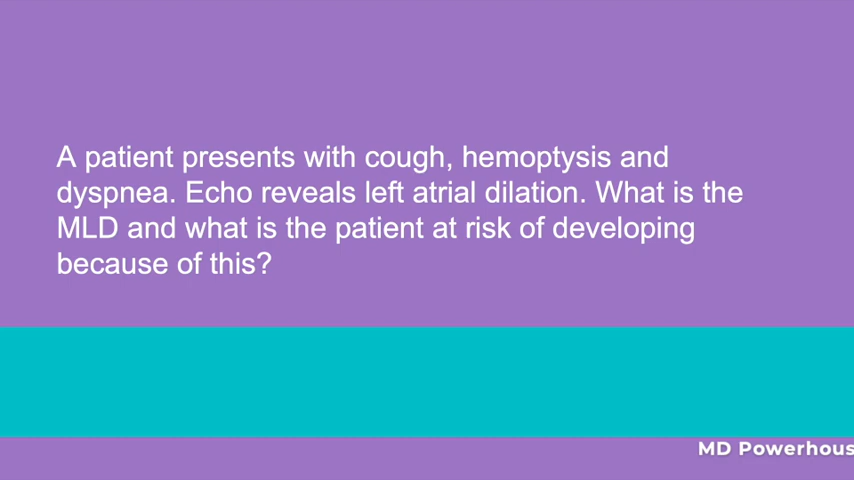 A patient presents with cough, hemoptysis and
dyspnea. Echo reveals left atrial dilation. What is the
MLD and what is the patient at risk of developing
because of this?
MD Powerhous